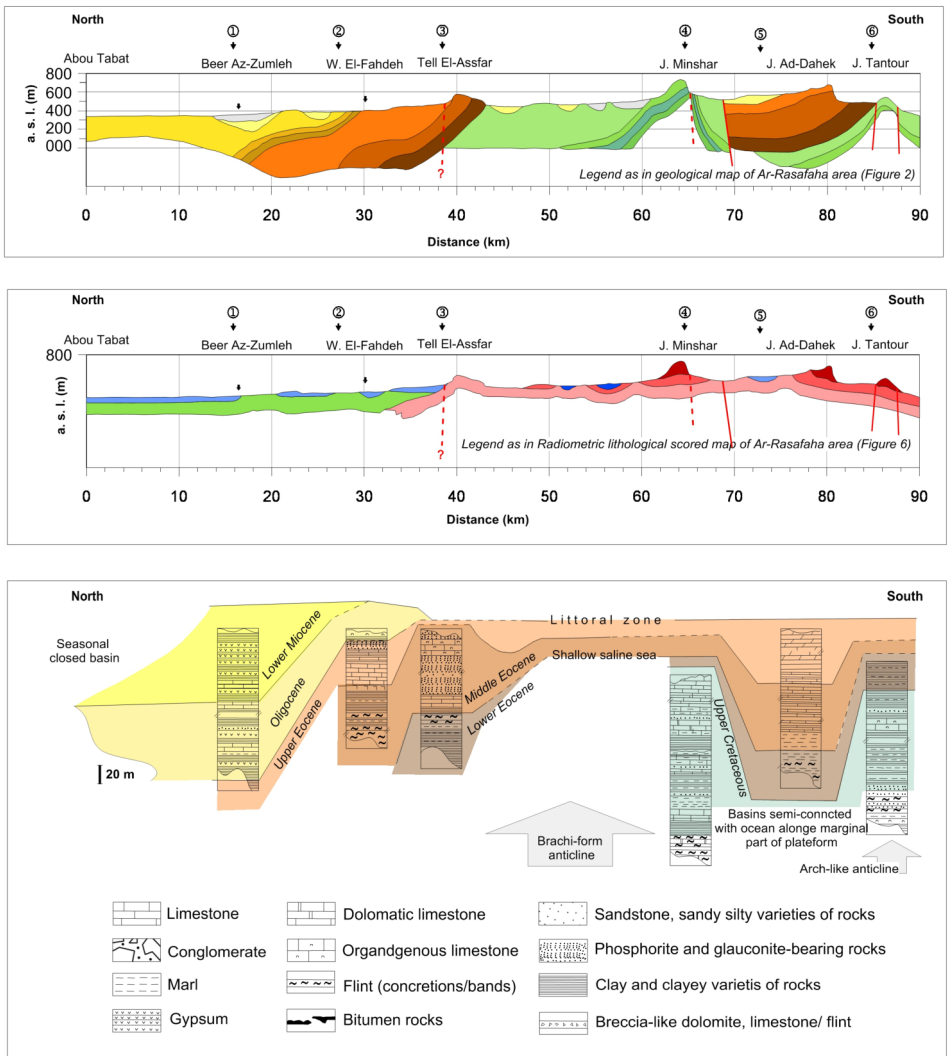 North South
① ② ③ ④ ⑤ ⑥
Abou Tabat Beer Az-Zumleh W. El-Fahdeh Tell El-Assfar J. Minshar J. Ad-Dahek J. Tantour
a. s. l. (m)
800
600
400
200
000
?
Legend as in geological map of Ar-Rasafaha area (Figure 2)
0 10 20 30 40 50 60 70 80 90
Distance (km)
North South
① ② ③ ④ ⑤ ⑥
Abou Tabat Beer Az-Zumleh W. El-Fahdeh Tell El-Assfar J. Minshar J. Ad-Dahek J. Tantour
a. s. l. (m)
800
?
Legend as in Radiometric lithological scored map of Ar-Rasafaha area (Figure 6)
0 10 20 30 40 50 60 70 80 90
Distance (km)
North South
Seasonal
closed basin
Lower Miocene
Oligocene
Upper Eocene
Littoral zone
Shallow saline sea
Middle Eocene
Lower Eocene
Upper Cretaceous
20 m
Basins semi-conncted
with ocean alonge marginal
part of plateform
Brachi-form
anticline
Arch-like anticline
Limestone
Dolomatic limestone
Sandstone, sandy silty varieties of rocks
Conglomerate
Organdgenous limestone
Phosphorite and glauconite-bearing rocks
Marl
Flint (concretions/bands)
Clay and clayey varietis of rocks
Gypsum
Bitumen rocks
Breccia-like dolomite, limestone/ flint